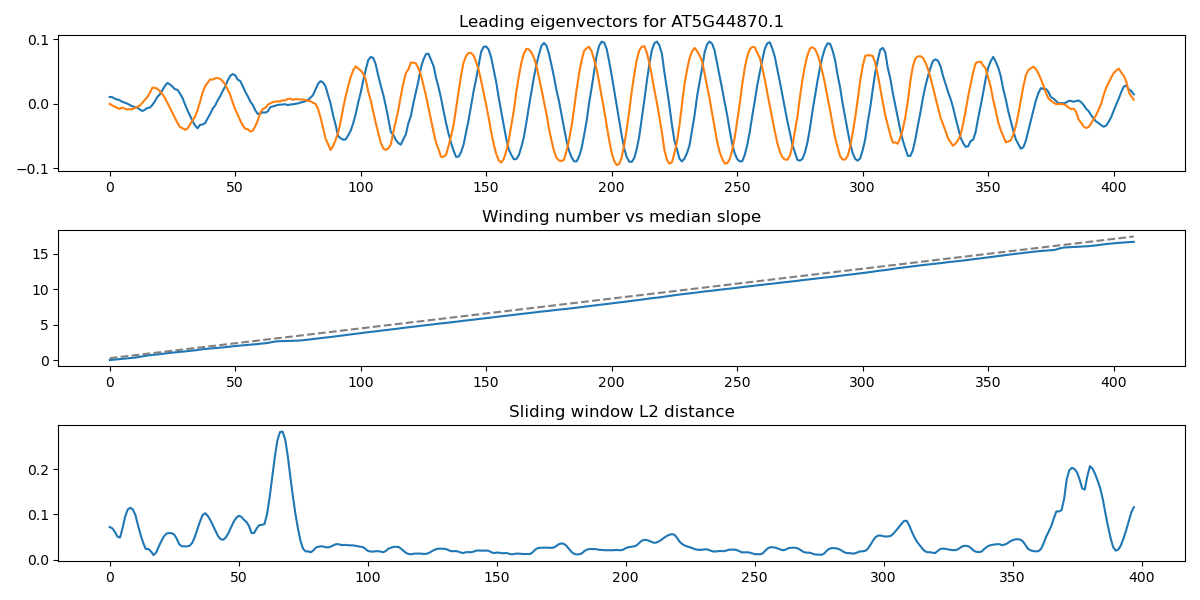 Leading eigenvectors for AT5G44870.1
0.1
0.0
−0.1
0 50 100 150 200 250 300 350 400
Winding number vs median slope
15
10
5
0
0 50 100 150 200 250 300 350 400
Sliding window L2 distance
0.2
0.1
0.0
0 50 100 150 200 250 300 350 400